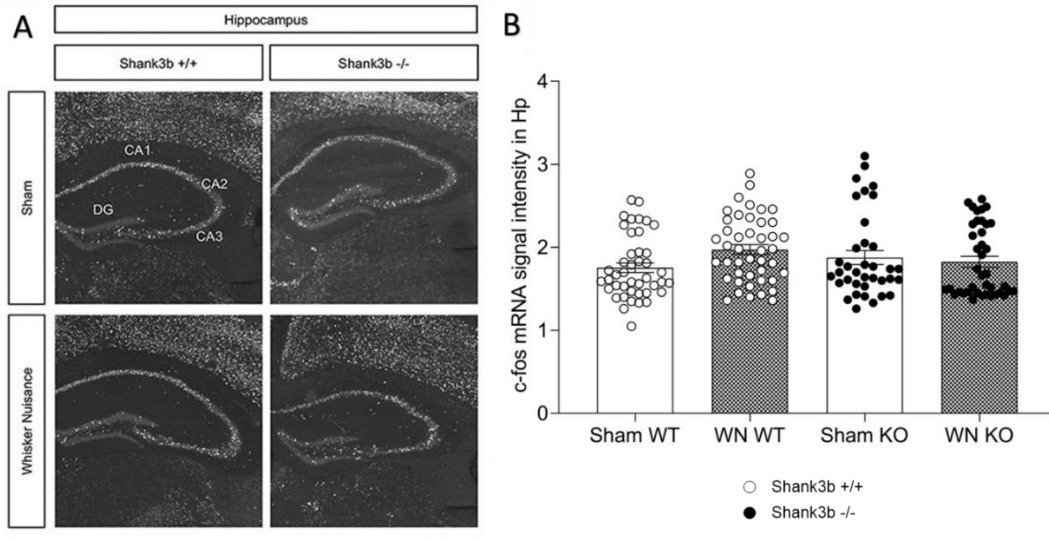 A
Hippocampus
Shank3b +/+
Shank3b -/-
Sham
CA1
CA2
DG
CA3
Whisker Nuisance
B
c-fos mRNA signal intensity in Hp
4
3
2
1
0
Sham WT
WN WT
Sham KO
WN KO
Shank3b +/+
Shank3b -/-